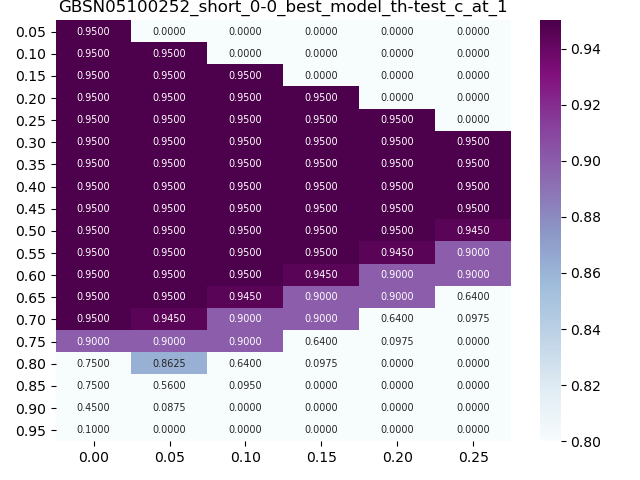 GBSN05100252_short_0-0_best_model_th-test_c_at_1
0.05 0.9500 0.0000 0.0000 0.0000 0.0000 0.0000
0.10 0.9500 0.9500 0.0000 0.0000 0.0000 0.0000
0.15 0.9500 0.9500 0.9500 0.0000 0.0000 0.0000
0.20 0.9500 0.9500 0.9500 0.9500 0.0000 0.0000
0.25 0.9500 0.9500 0.9500 0.9500 0.9500 0.0000
0.30 0.9500 0.9500 0.9500 0.9500 0.9500 0.9500
0.35 0.9500 0.9500 0.9500 0.9500 0.9500 0.9500
0.40 0.9500 0.9500 0.9500 0.9500 0.9500 0.9500
0.45 0.9500 0.9500 0.9500 0.9500 0.9500 0.9500
0.50 0.9500 0.9500 0.9500 0.9500 0.9500 0.9450
0.55 0.9500 0.9500 0.9500 0.9500 0.9450 0.9000
0.60 0.9500 0.9500 0.9500 0.9450 0.9000 0.9000
0.65 0.9500 0.9500 0.9450 0.9000 0.9000 0.6400
0.70 0.9500 0.9450 0.9000 0.9000 0.6400 0.0975
0.75 0.9000 0.9000 0.9000 0.6400 0.0975 0.0000
0.80 0.7500 0.8625 0.6400 0.0975 0.0000 0.0000
0.85 0.7500 0.5600 0.0950 0.0000 0.0000 0.0000
0.90 0.4500 0.0875 0.0000 0.0000 0.0000 0.0000
0.95 0.1000 0.0000 0.0000 0.0000 0.0000 0.0000
0.00 0.05 0.10 0.15 0.20 0.25
0.94
0.92
0.90
0.88
0.86
0.84
0.82
0.80